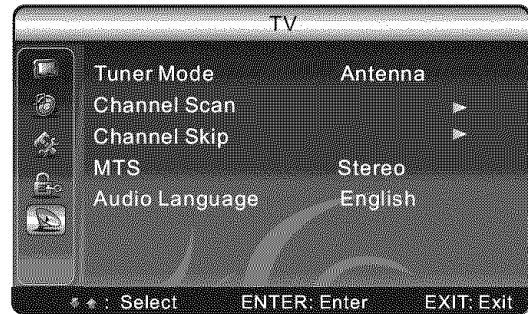 TV
Tuner Mode Antenna
Channel Scan
Channel Skip
MTS Stereo
Audio Language English
: Select ENTER: Enter EXIT: Exit